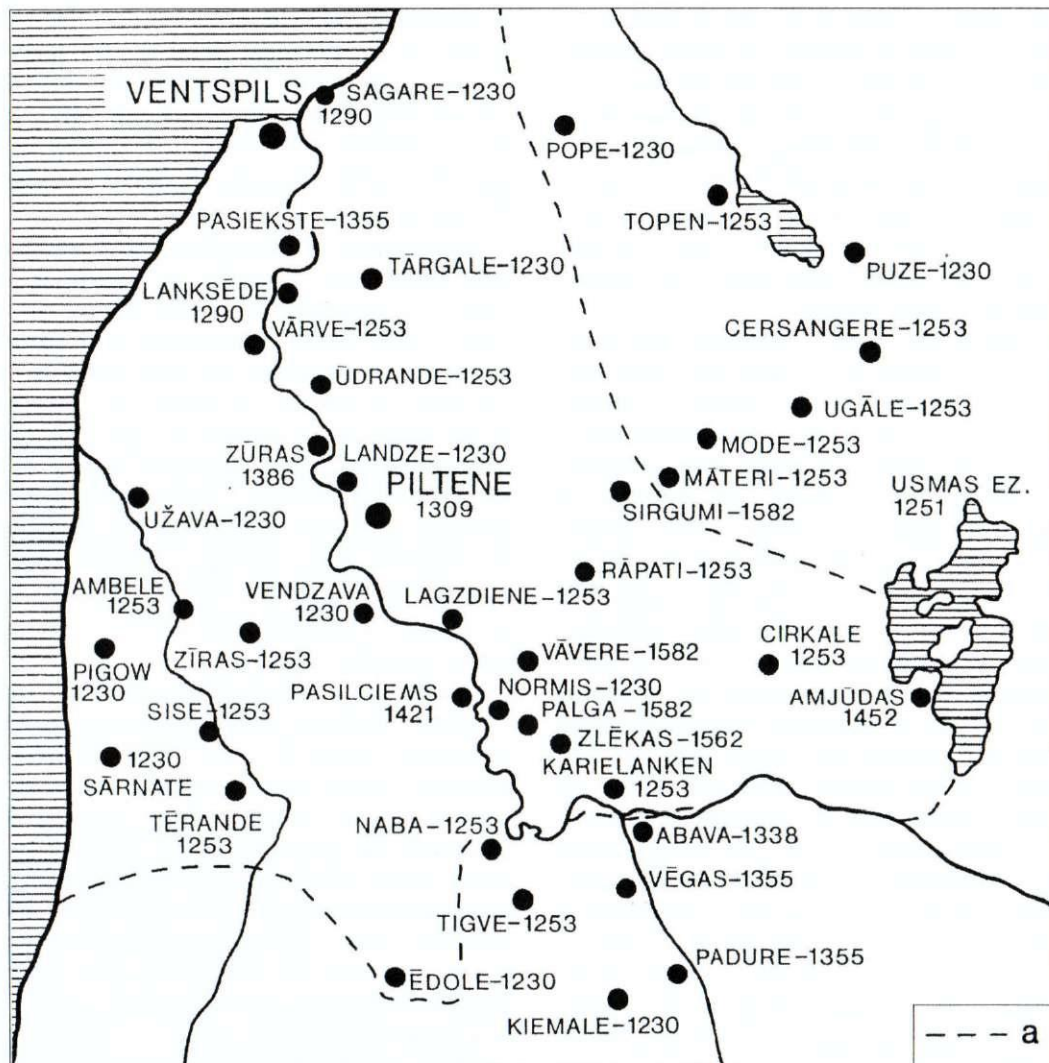 VENTSPILS
SAGARE–1230
1290
POPE–1230
TOPEN–1253
PASIEKSTE–1355
TĀRGALE–1230
PUZE–1230
LANKSĒDE
1290
VĀRVE–1253
CERSANGERE–1253
ŪDRANDE–1253
UGĀLE–1253
MODE–1253
ZŪRAS
1386
LANDZE–1230
MĀTERI–1253
PILTENE
1309
SIRGUMI–1582
USMAS EZ.
1251
UŽAVA–1230
RĀPATI–1253
AMBELE
1253
VENDZAVA
1230
LAGZDIENE–1253
ZĪRAS–1253
VĀVERE–1582
CIRKALE
1253
PIGOW
1230
PASILCIEMS
1421
NORMIS–1230
PALGA–1582
AMJŪDAS
1452
SISE–1253
ZLĒKAS–1562
1230
SĀRNATE
KARIELANKEN
1253
TĒRANDE
1253
NABA–1253
ABAVA–1338
VĒGAS–1355
TIGVE–1253
ĒDOLE–1230
PADURE–1355
KIEMALE–1230
a